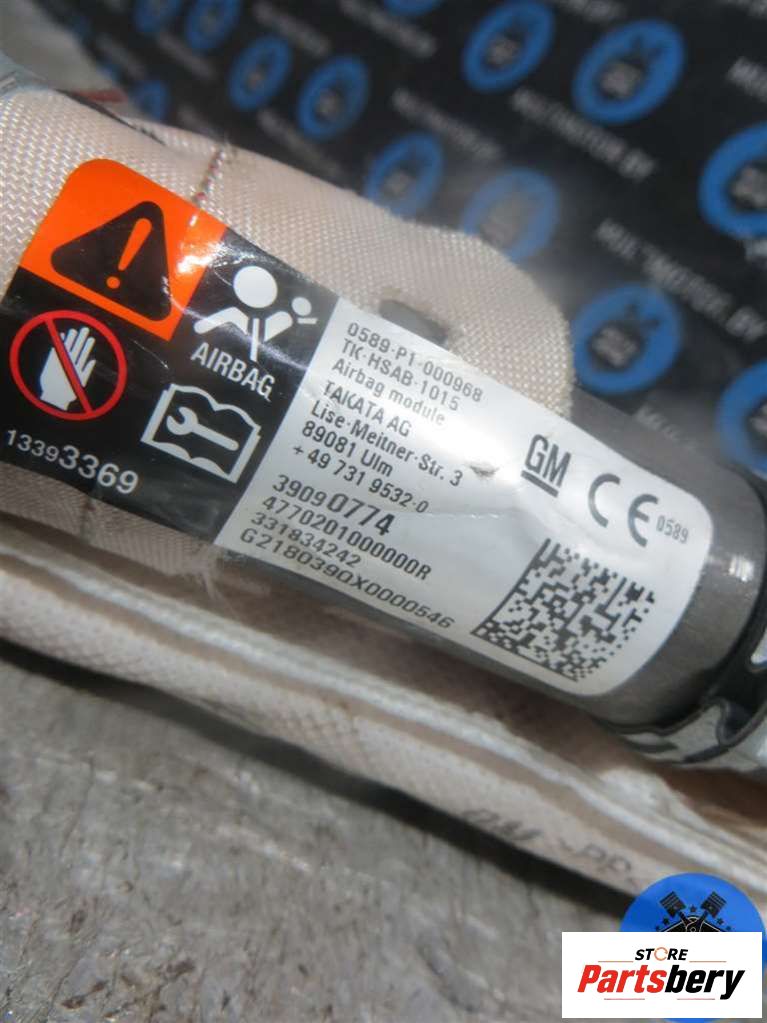 AIRBAG
13393369
0589-P1-000968
TK-HSAB-1015
Airbag module
TAKATA AG
Lise-Meitner-Str. 3
89081 Ulm
+ 49 731 9532-0
39090774
4770201000000R
331834242
G2180390X0000546
GM
CE 0589
STORE
Partsbery